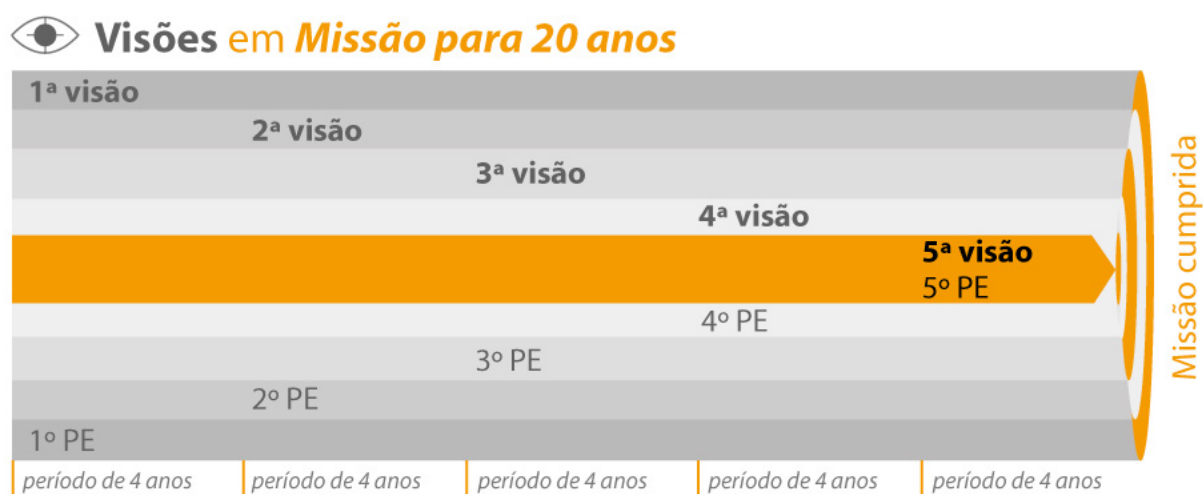 Visões em Missão para 20 anos
1ª visão
2ª visão
3ª visão
4ª visão
5ª visão
5º PE
4º PE
3º PE
2º PE
1º PE
Missão cumprida
período de 4 anos
período de 4 anos
período de 4 anos
período de 4 anos
período de 4 anos